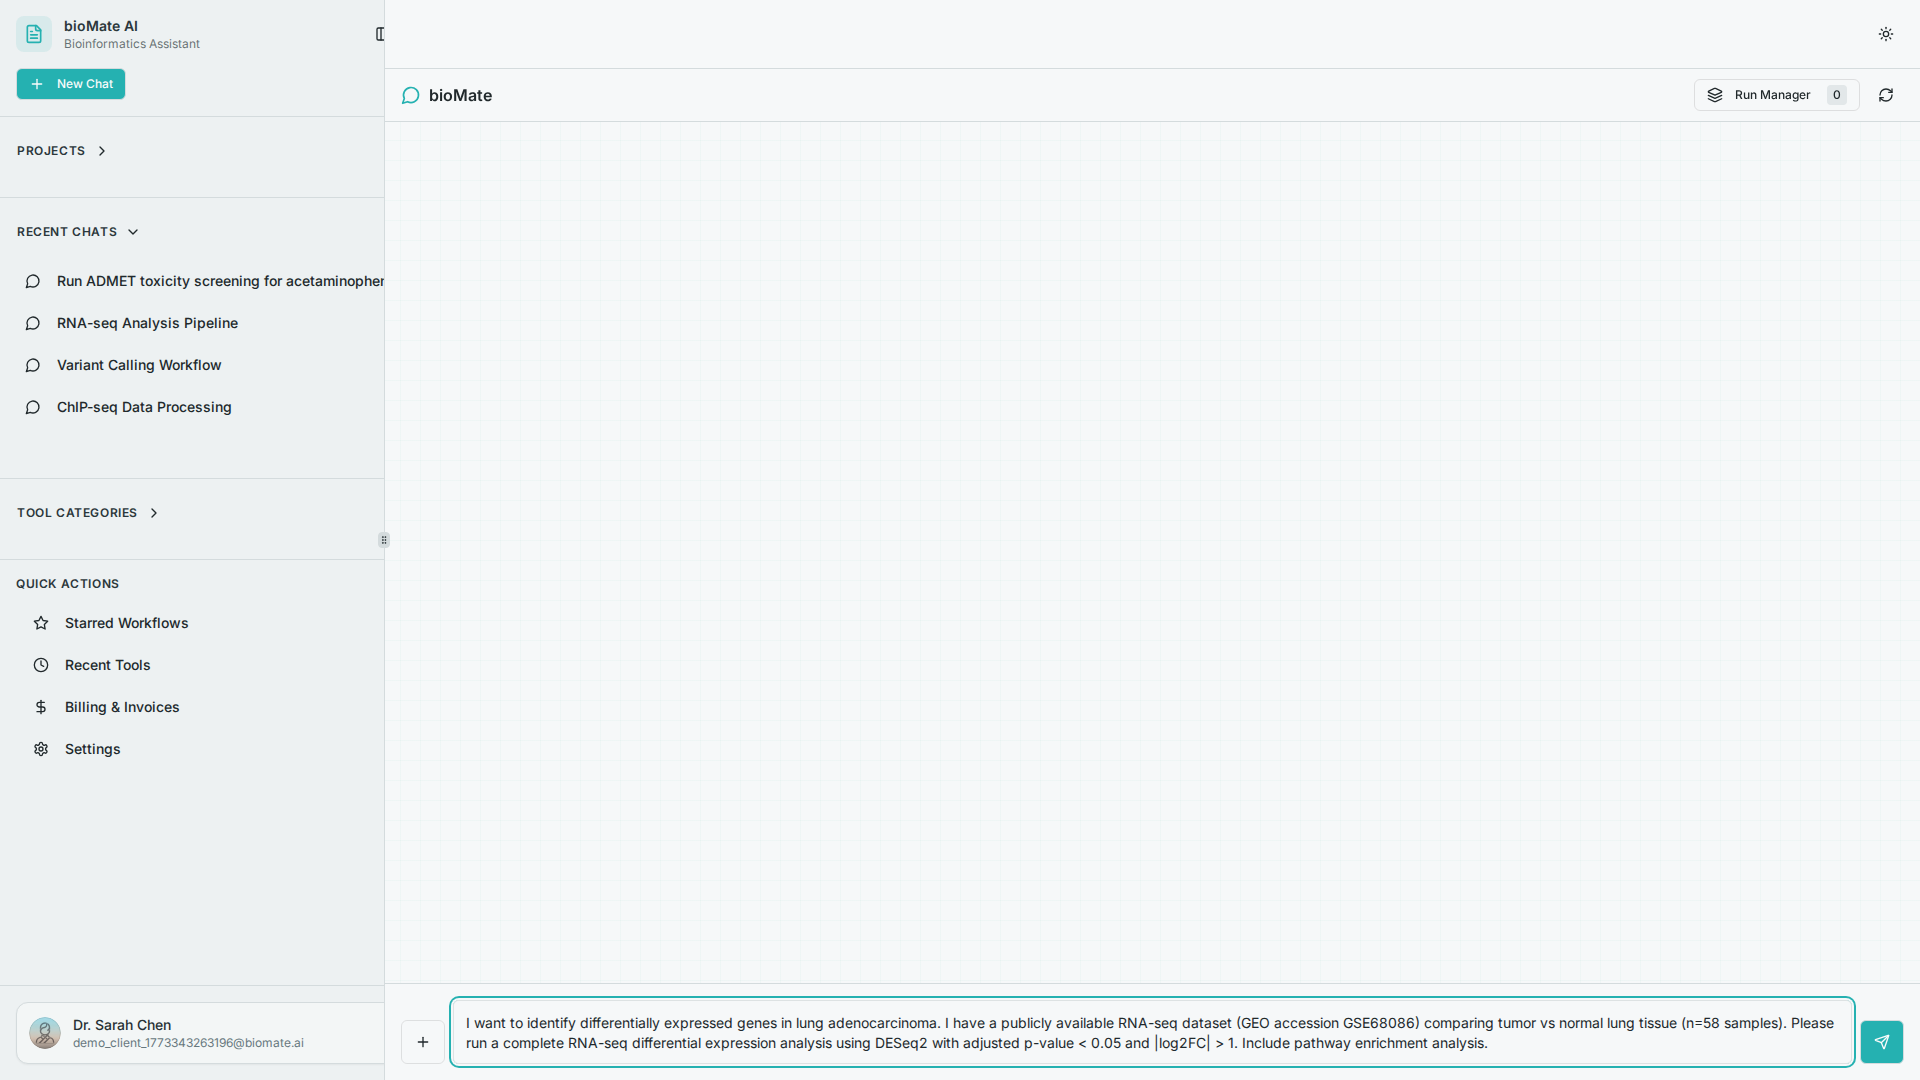 bioMate AI
Bioinformatics Assistant
New Chat
PROJECTS
RECENT CHATS
Run ADMET toxicity screening for acetaminophen
RNA-seq Analysis Pipeline
Variant Calling Workflow
ChIP-seq Data Processing
TOOL CATEGORIES
QUICK ACTIONS
Starred Workflows
Recent Tools
Billing & Invoices
Settings
Dr. Sarah Chen
demo_client_1773343263196@biomate.ai
bioMate
Run Manager 0
I want to identify differentially expressed genes in lung adenocarcinoma. I have a publicly available RNA-seq dataset (GEO accession GSE68086) comparing tumor vs normal lung tissue (n=58 samples). Please
run a complete RNA-seq differential expression analysis using DESeq2 with adjusted p-value < 0.05 and |log2FC| > 1. Include pathway enrichment analysis.